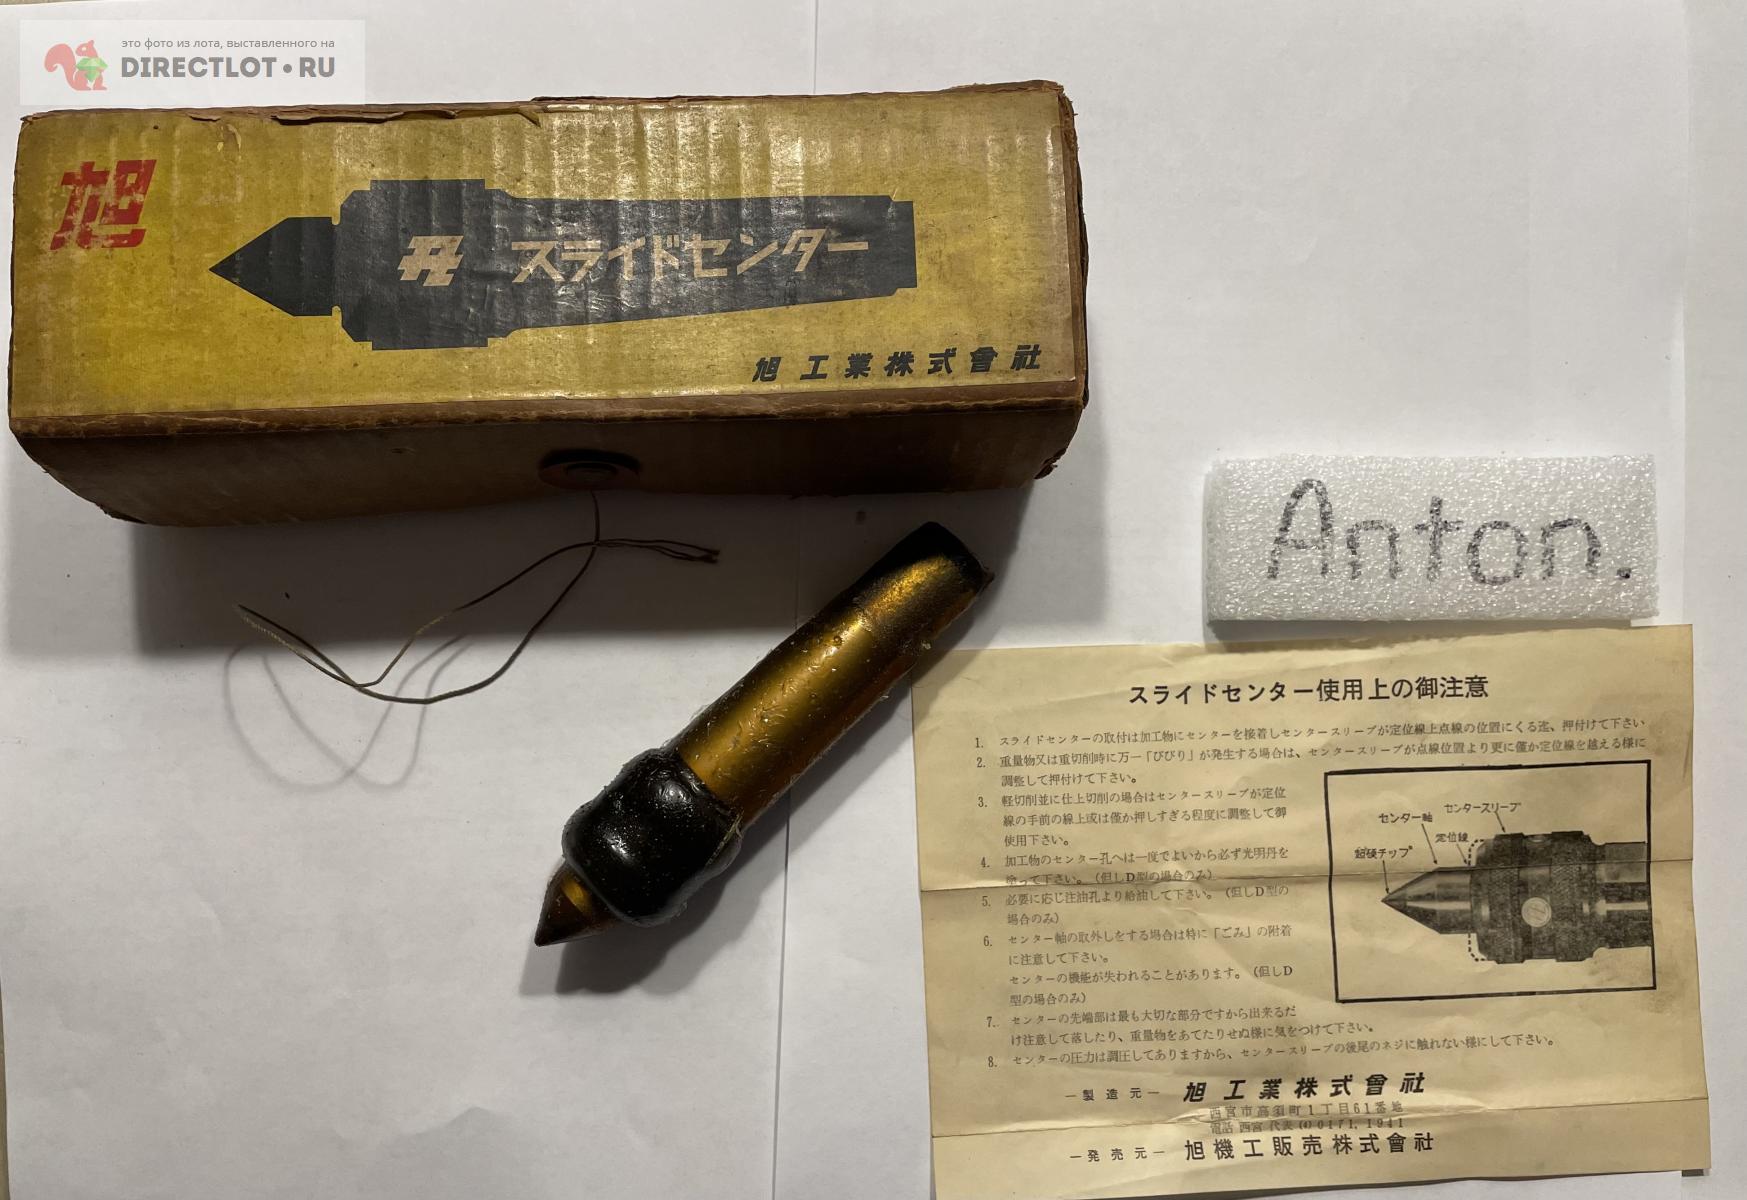 это фото из лота, выставленного на
DIRECTLOT.RU
旭
スライドセンター
旭工業株式會社
Anton.
スライドセンター使用上の御注意
1. スライドセンターの取付は加工物にセンターを接着しセンタースリーブが定位線上点線の位置にくる迄、押付けて下さい
2. 重量物又は重切削時に万一「びびり」が発生する場合は、センタースリーブが点線位置より更に僅か定位線を越える様に
調整して押付けて下さい。
3. 軽切削並に仕上切削の場合はセンタースリーブが定位
線の手前の線上或は僅か押しすぎる程度に調整して御
使用下さい。
4. 加工物のセンター孔へは一度でよいから必ず光明丹を
塗って下さい。(但しD型の場合のみ)
5. 必要に応じ注油孔より給油して下さい。(但しD型の
場合のみ)
6. センター軸の取外しをする場合は特に「ごみ」の附着
に注意して下さい。
センターの機能が失われることがあります。(但しD
型の場合のみ)
7. センターの先端部は最も大切な部分ですから出来るだ
け注意して落したり、重量物をあてたりせぬ様に気をつけて下さい。
8. センターの圧力は調圧してありますから、センタースリーブの後尾のネジに触れない様にして下さい。
センタースリーブ
センター軸
定位線
超硬チップ
—製造元— 旭工業株式會社
西宮市高須町1丁目61番地
電話 西宮 代表 0171, 1941
—発売元— 旭機工販売株式會社